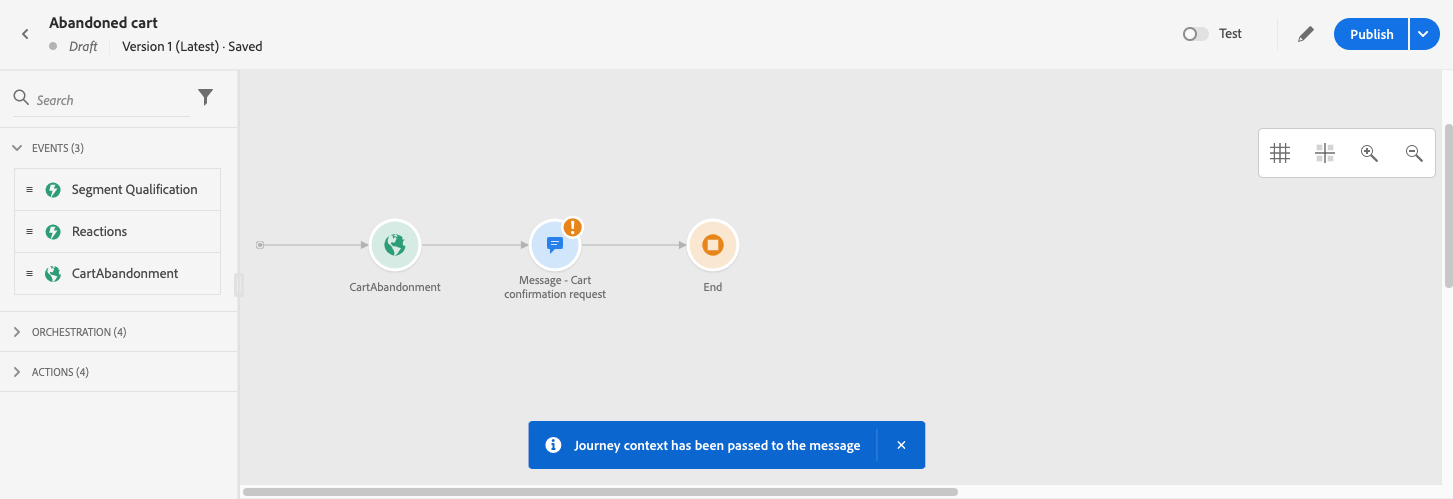 Abandoned cart
Draft
Version 1 (Latest) · Saved
Test
Publish
Search
EVENTS (3)
Segment Qualification
Reactions
CartAbandonment
ORCHESTRATION (4)
ACTIONS (4)
CartAbandonment
Message - Cart
confirmation request
End
Journey context has been passed to the message